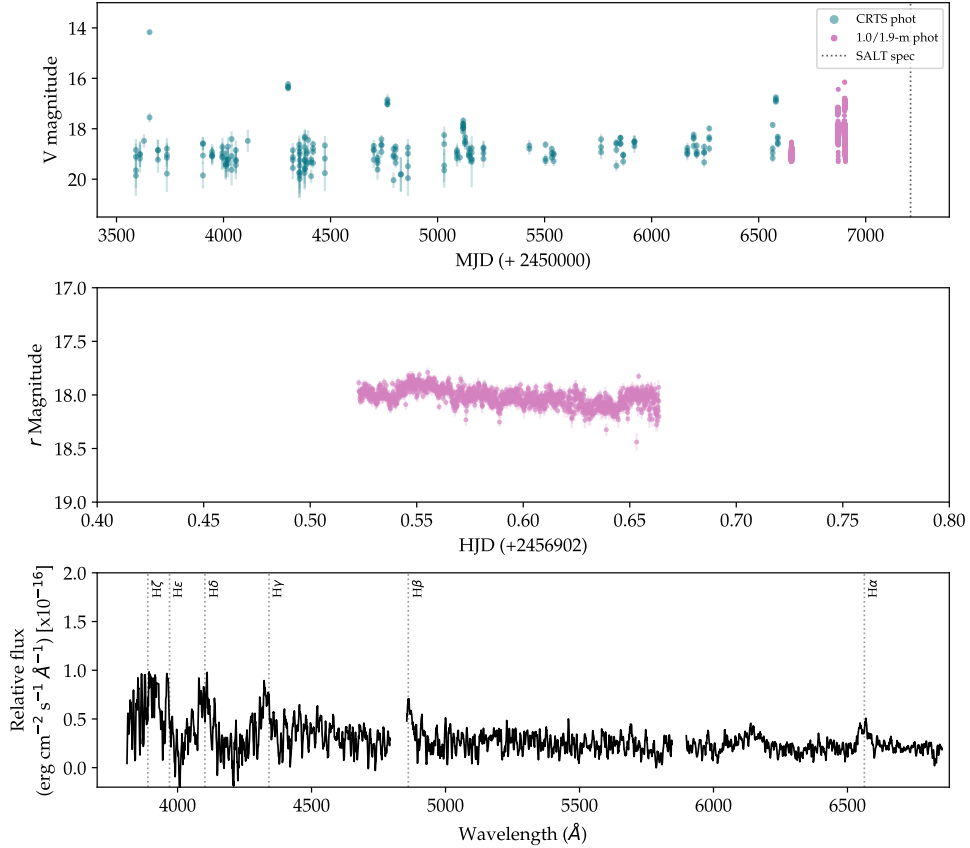 14
16
18
20
V magnitude
CRTS phot
1.0/1.9-m phot
SALT spec
3500 4000 4500 5000 5500 6000 6500 7000
MJD (+ 2450000)
17.0
17.5
18.0
18.5
19.0
r Magnitude
0.40 0.45 0.50 0.55 0.60 0.65 0.70 0.75 0.80
HJD (+2456902)
2.0
1.5
1.0
0.5
0.0
Relative flux
(erg cm⁻² s⁻¹ Å⁻¹) [x10⁻¹⁶]
Hζ Hε Hδ Hγ Hβ Hα
4000 4500 5000 5500 6000 6500
Wavelength (Å)